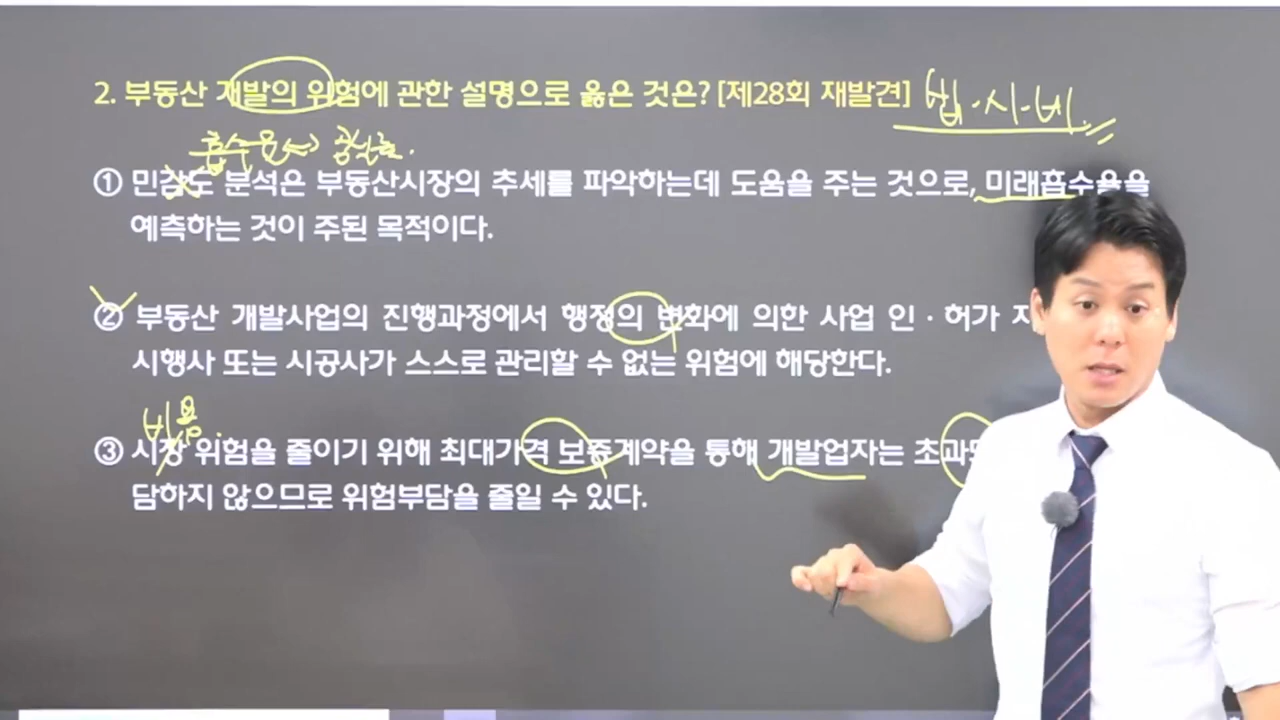 2. 부동산 개발의 위험에 관한 설명으로 옳은 것은? [제28회 재발견] 법·시·비.
흡수율 ↔ 공실률.
① 민감도 분석은 부동산시장의 추세를 파악하는데 도움을 주는 것으로, 미래흡수율을
예측하는 것이 주된 목적이다.
② 부동산 개발사업의 진행과정에서 행정의 변화에 의한 사업 인·허가
시행사 또는 시공사가 스스로 관리할 수 없는 위험에 해당한다.
비용.
③ 시장 위험을 줄이기 위해 최대가격 보증계약을 통해 개발업자는
담하지 않으므로 위험부담을 줄일 수 있다.